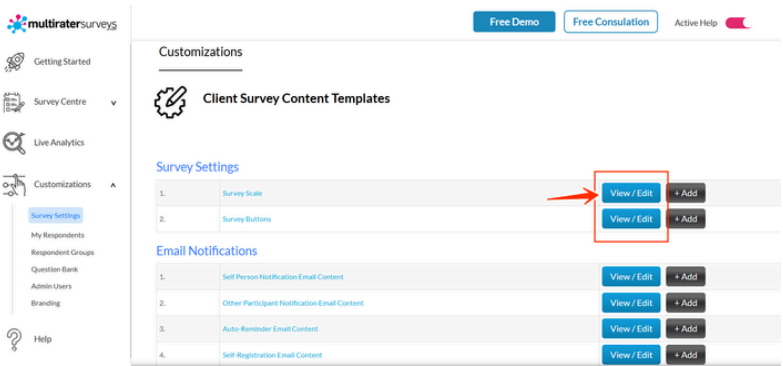 multiratersurveys
Free Demo
Free Consulation
Active Help
Getting Started
Survey Centre
Live Analytics
Customizations
Survey Settings
My Respondents
Respondent Groups
Question Bank
Admin Users
Branding
Help
Customizations
Client Survey Content Templates
Survey Settings
1. Survey Scale View / Edit + Add
2. Survey Buttons View / Edit + Add
Email Notifications
1. Self Person Notification Email Content View / Edit + Add
2. Other Participant Notification Email Content View / Edit + Add
3. Auto-Reminder Email Content View / Edit + Add
4. Self-Registration Email Content View / Edit + Add